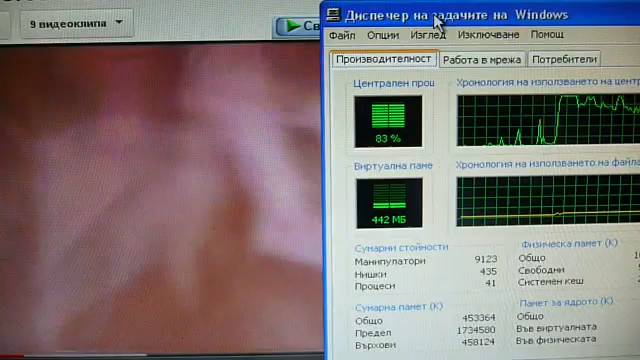 9 видеоклипа
Св
Диспечер на задачите на Windows
Файл Опции Изглед Изключване Помощ
Производителност Работа в мрежа Потребители
Централен проц
Хронология на използването на центр
83 %
Виртуална паме
Хронология на използването на файла
442 МБ
Сумарни стойности
Манипулатори 9123
Нишки 435
Процеси 41
Физическа памет (K)
Общо
Свободни
Системен кеш
Сумарна памет (K)
Общо 453364
Предел 1734580
Върхови 458124
Памет за ядрото (K)
Общо
Във виртуалната
Във физическата